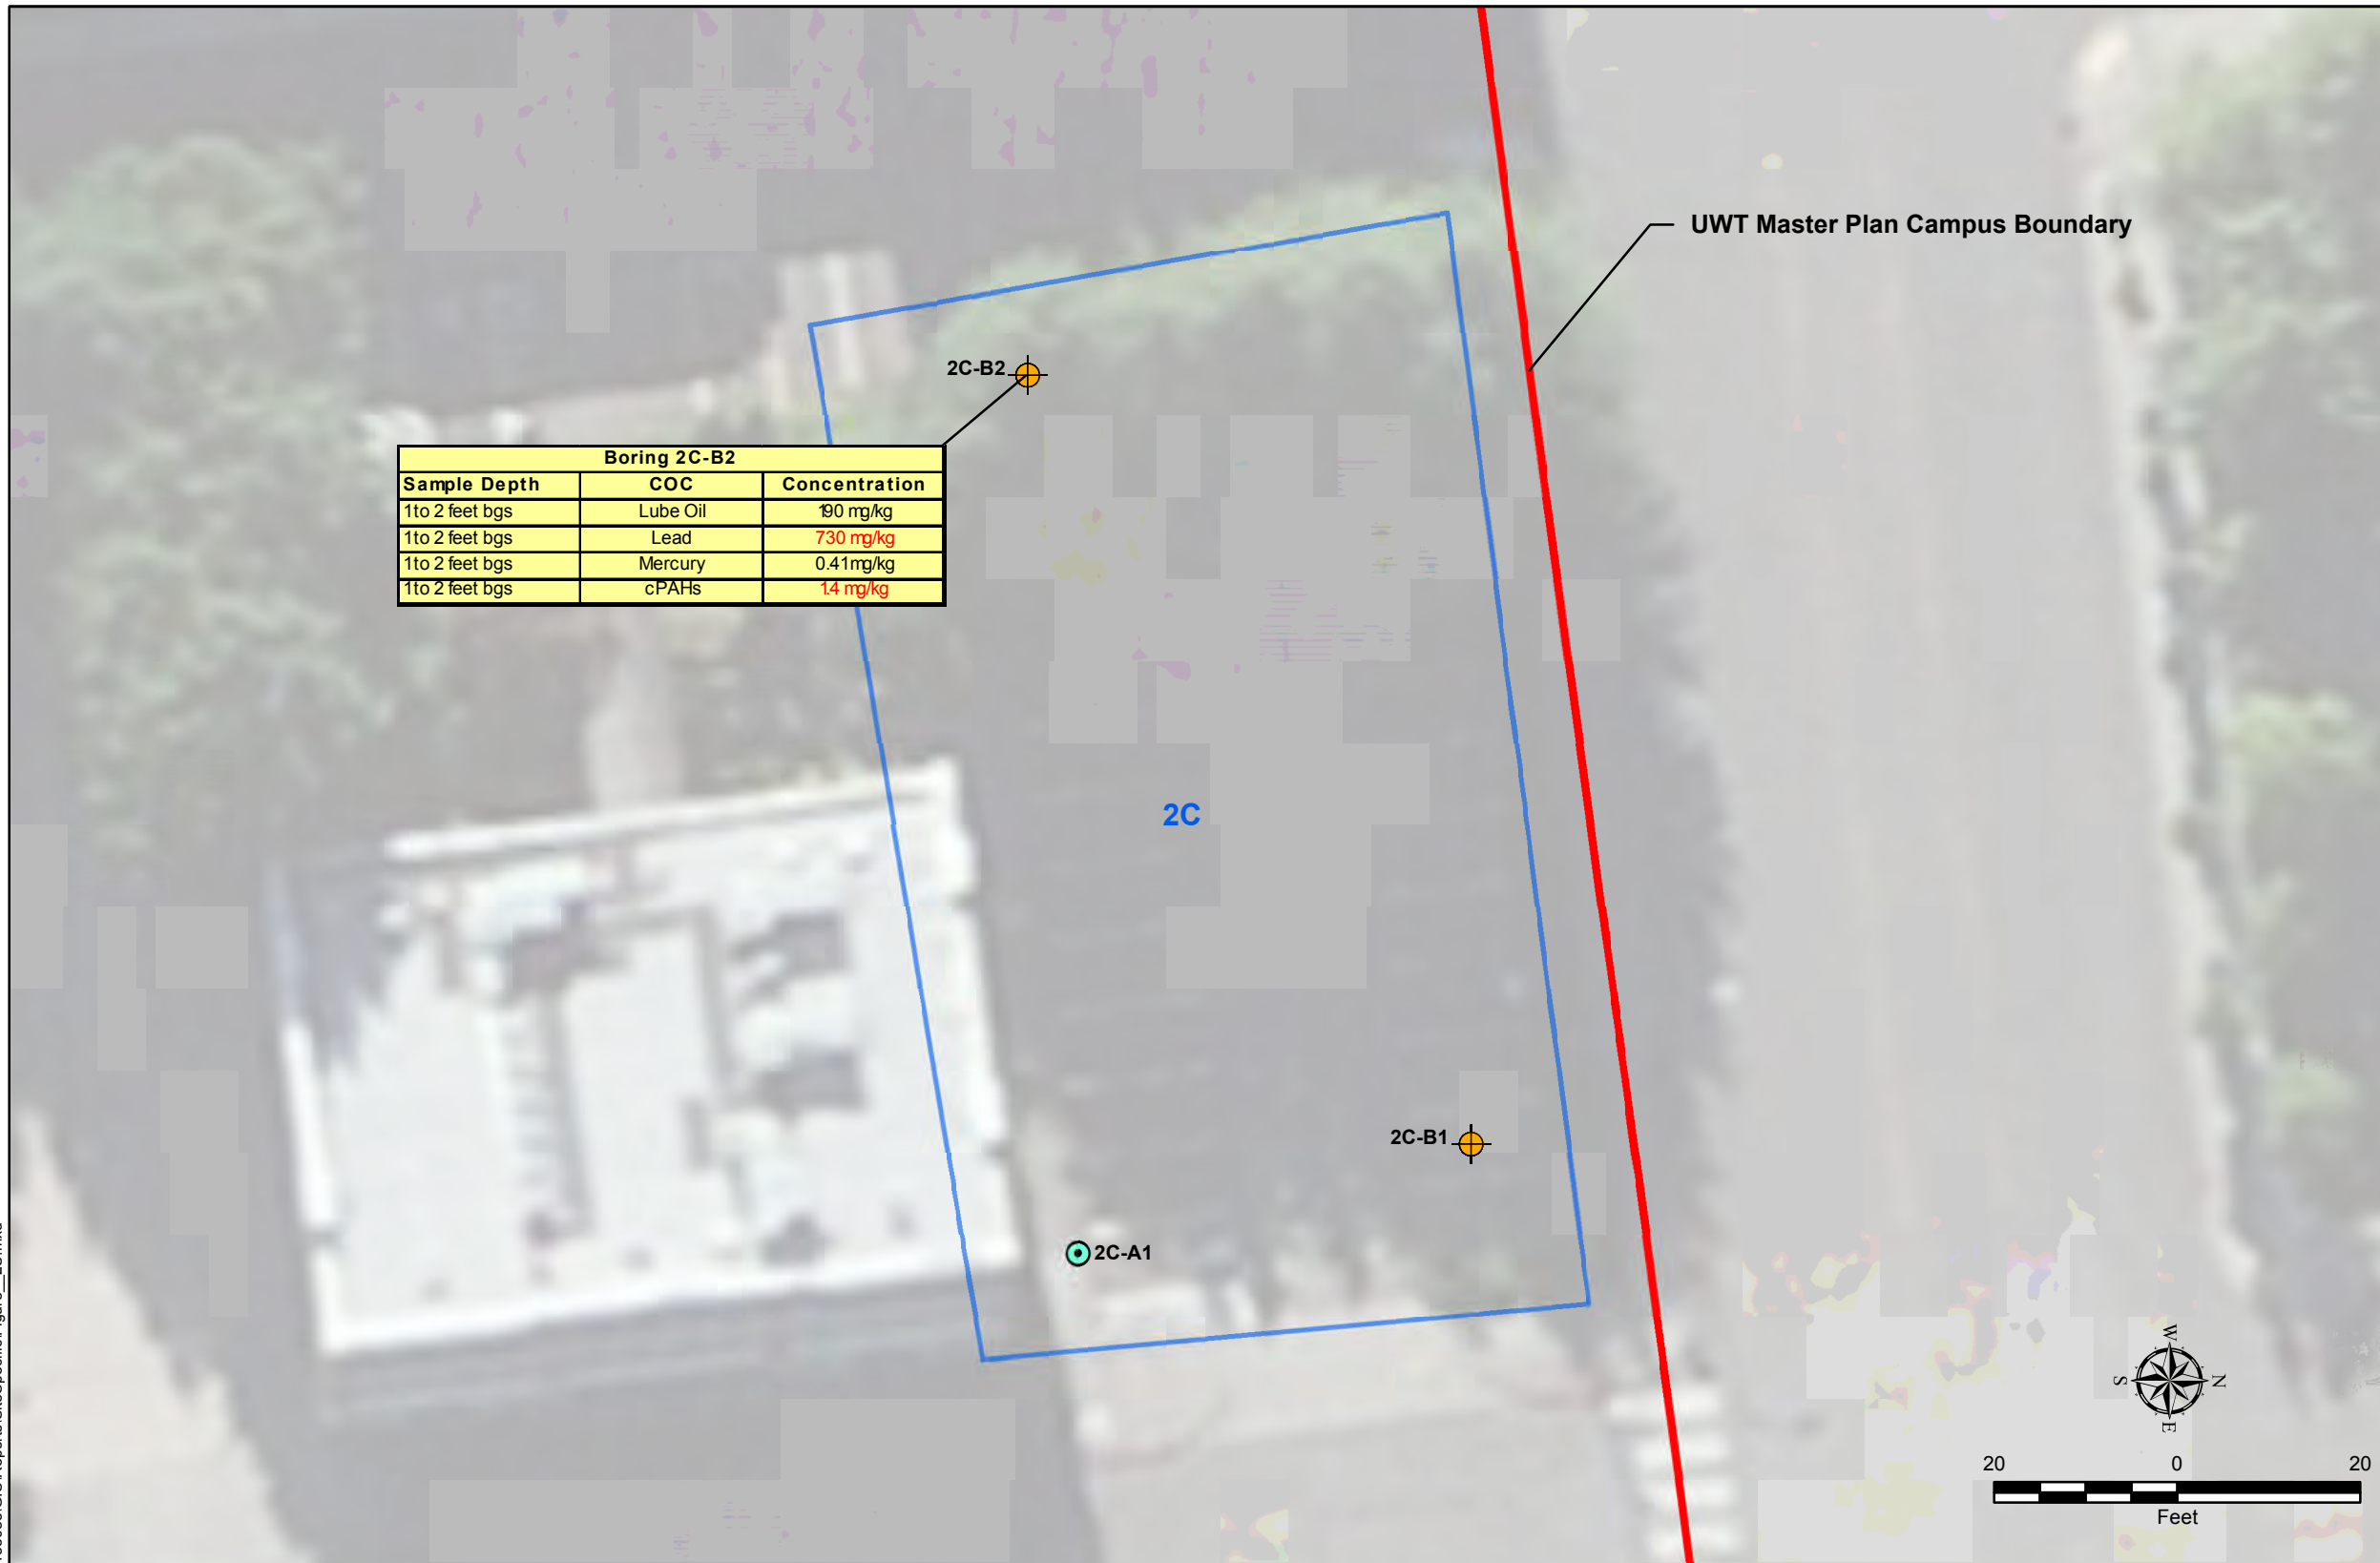 UWT Master Plan Campus Boundary
2C-B2
Boring 2C-B2
Sample Depth COC Concentration
1 to 2 feet bgs Lube Oil 190 mg/kg
1 to 2 feet bgs Lead 730 mg/kg
1 to 2 feet bgs Mercury 0.41 mg/kg
1 to 2 feet bgs cPAHs 1.4 mg/kg
2C
2C-B1
2C-A1
W
S N
E
20 0 20
Feet